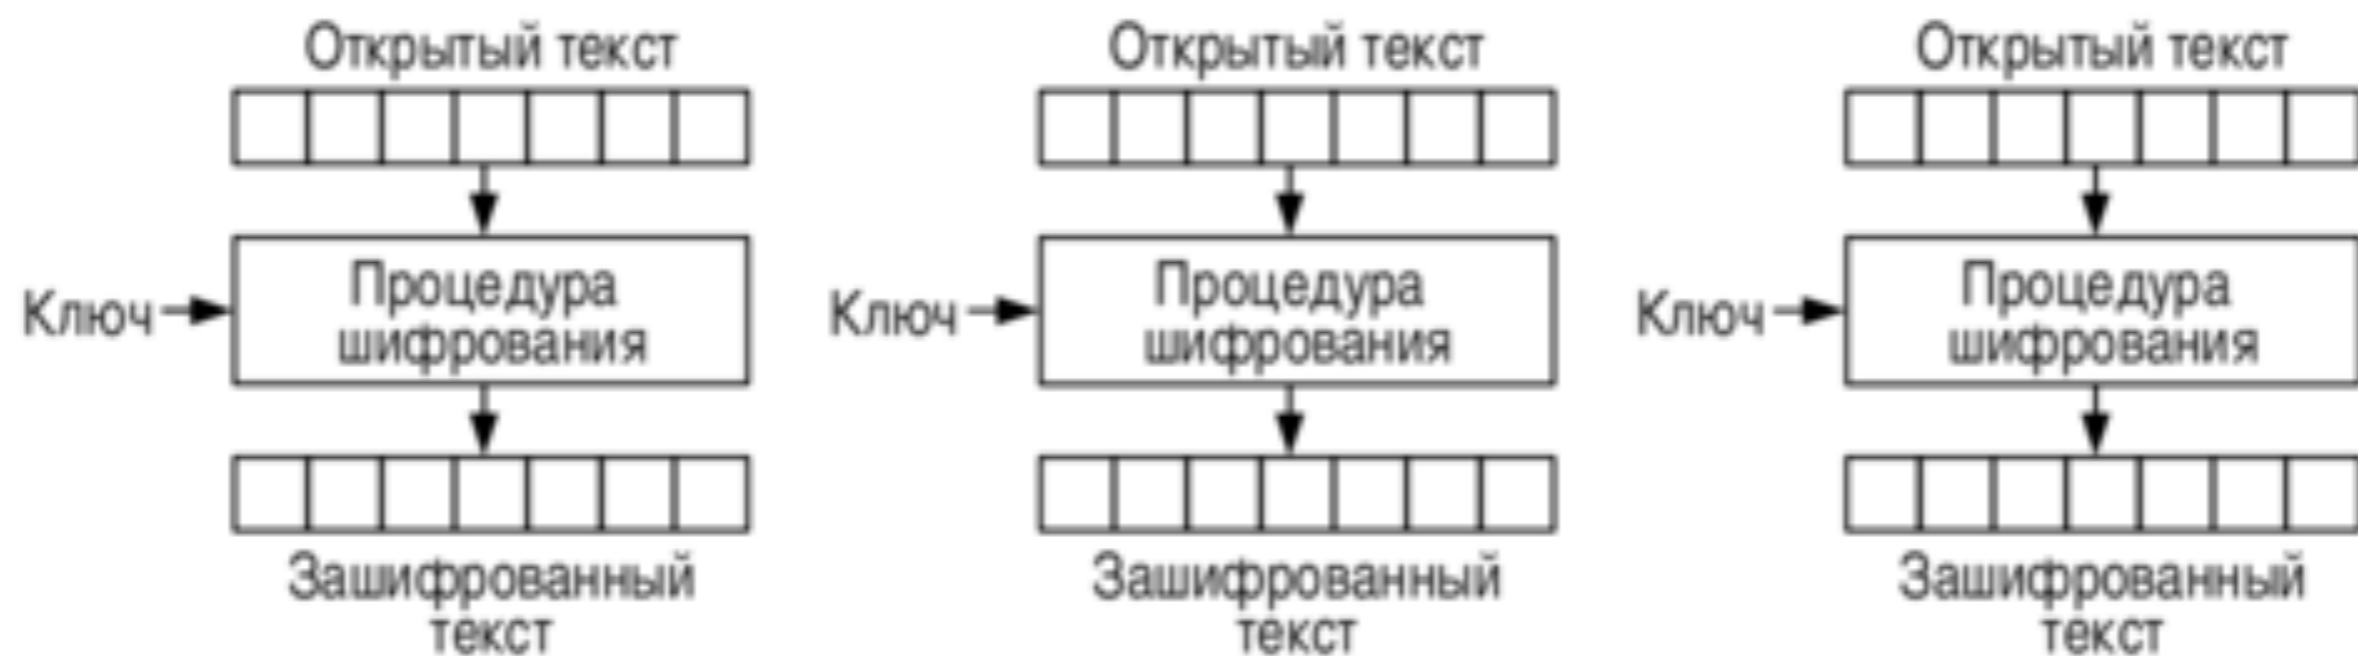 Открытый текст
Открытый текст
Открытый текст
Ключ
Процедура
шифрования
Ключ
Процедура
шифрования
Ключ
Процедура
шифрования
Зашифрованный
текст
Зашифрованный
текст
Зашифрованный
текст